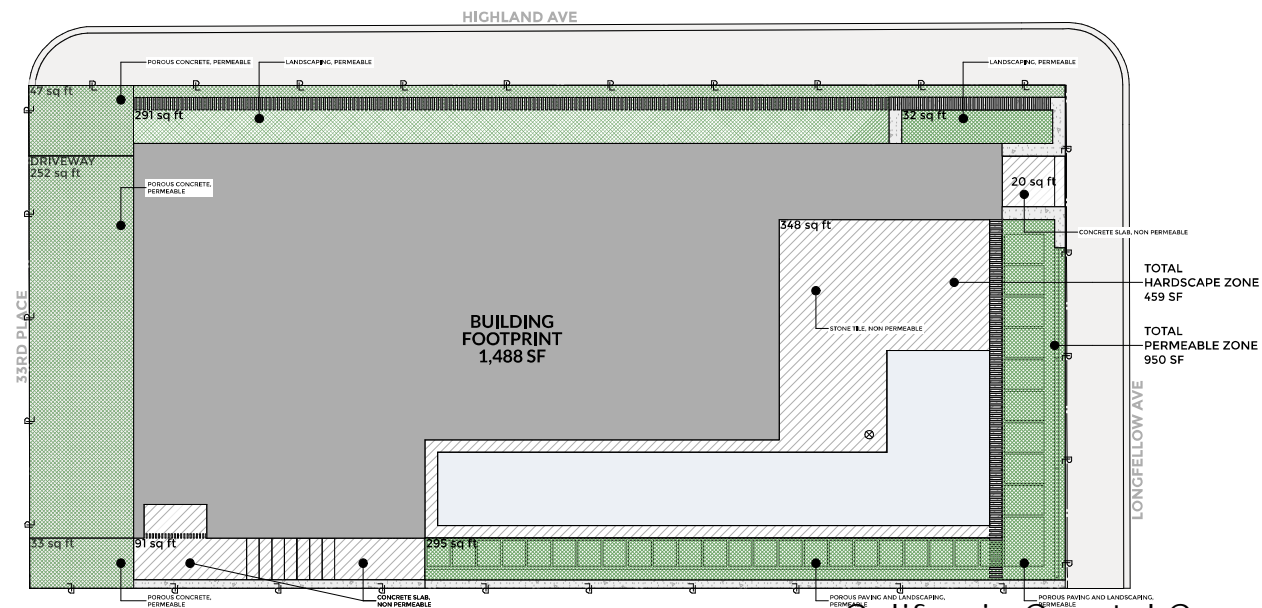 HIGHLAND AVE
POROUS CONCRETE, PERMEABLE
LANDSCAPING, PERMEABLE
LANDSCAPING, PERMEABLE
47 sq ft
291 sq ft
32 sq ft
DRIVEWAY
252 sq ft
POROUS CONCRETE,
PERMEABLE
20 sq ft
348 sq ft
CONCRETE SLAB, NON PERMEABLE
TOTAL
HARDSCAPE ZONE
459 SF
BUILDING
FOOTPRINT
1,488 SF
STONE TILE, NON PERMEABLE
TOTAL
PERMEABLE ZONE
950 SF
33RD PLACE
LONGFELLOW AVE
33 sq ft
91 sq ft
295 sq ft
POROUS CONCRETE,
PERMEABLE
CONCRETE SLAB,
NON PERMEABLE
POROUS PAVING AND LANDSCAPING,
PERMEABLE
POROUS PAVING AND LANDSCAPING,
PERMEABLE